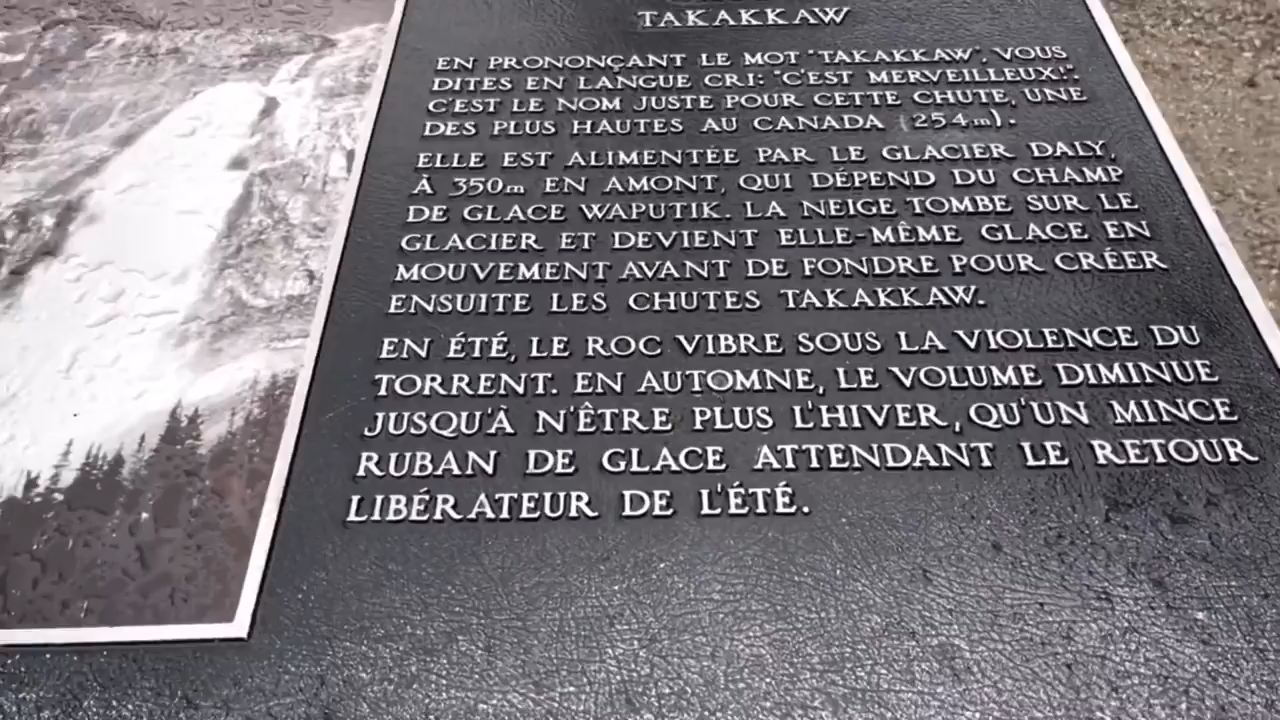 TAKAKKAW
EN PRONONÇANT LE MOT "TAKAKKAW", VOUS
DITES EN LANGUE CRI: "C'EST MERVEILLEUX!".
C'EST LE NOM JUSTE POUR CETTE CHUTE, UNE
DES PLUS HAUTES AU CANADA (254m).
ELLE EST ALIMENTÉE PAR LE GLACIER DALY,
À 350m EN AMONT, QUI DÉPEND DU CHAMP
DE GLACE WAPUTIK. LA NEIGE TOMBE SUR LE
GLACIER ET DEVIENT ELLE-MÊME GLACE EN
MOUVEMENT AVANT DE FONDRE POUR CRÉER
ENSUITE LES CHUTES TAKAKKAW.
EN ÉTÉ, LE ROC VIBRE SOUS LA VIOLENCE DU
TORRENT. EN AUTOMNE, LE VOLUME DIMINUE
JUSQU'À N'ÊTRE PLUS L'HIVER, QU'UN MINCE
RUBAN DE GLACE ATTENDANT LE RETOUR
LIBÉRATEUR DE L'ÉTÉ.